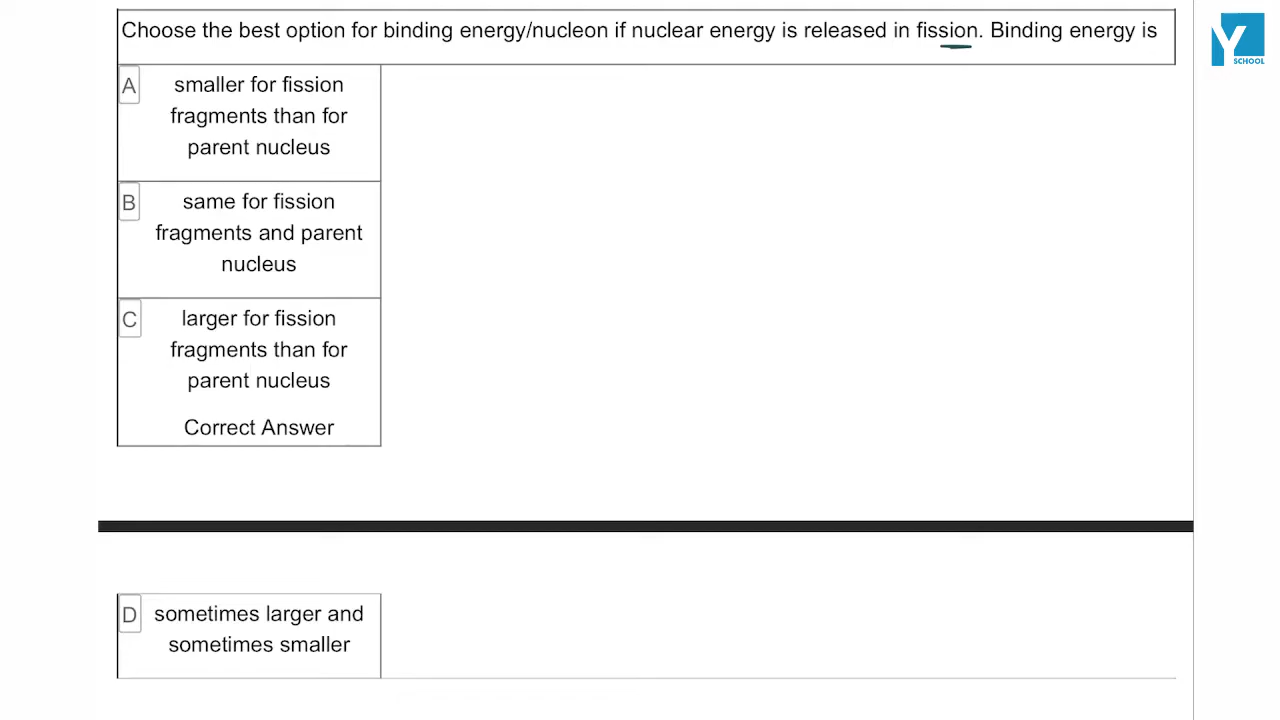 Choose the best option for binding energy/nucleon if nuclear energy is released in fission. Binding energy is
Y
SCHOOL
A
smaller for fission
fragments than for
parent nucleus
B
same for fission
fragments and parent
nucleus
C
larger for fission
fragments than for
parent nucleus
Correct Answer
D
sometimes larger and
sometimes smaller